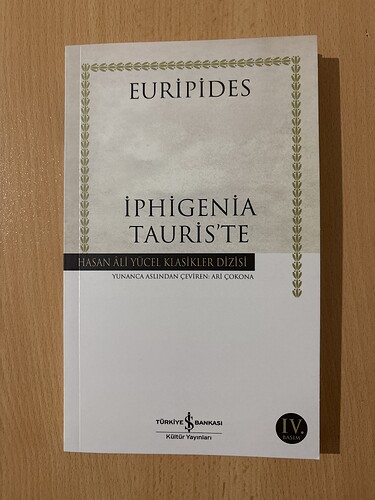 EURİPİDES
İPHİGENİA
TAURİS'TE
HASAN ÂLİ YÜCEL KLASİKLER DİZİSİ
YUNANCA ASLINDAN ÇEVİREN: ARİ ÇOKONA
TÜRKİYE İŞ BANKASI
Kültür Yayınları
IV.
BASIM